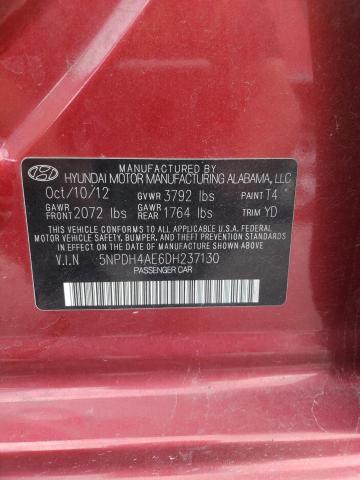 MANUFACTURED BY
HYUNDAI MOTOR MANUFACTURING ALABAMA, LLC
Oct/10/12 GVWR 3792 lbs PAINT T4
GAWR FRONT 2072 lbs GAWR REAR 1764 lbs TRIM YD
THIS VEHICLE CONFORMS TO ALL APPLICABLE U.S.A. FEDERAL
MOTOR VEHICLE SAFETY, BUMPER, AND THEFT PREVENTION
STANDARDS IN EFFECT ON THE DATE OF MANUFACTURE SHOWN ABOVE.
V.I.N 5NPDH4AE6DH237130
PASSENGER CAR